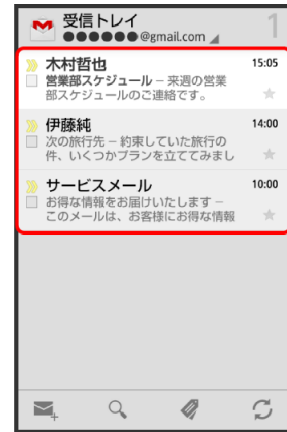 受信トレイ
●●●●●●@gmail.com
1
木村哲也 15:05
営業部スケジュール – 来週の営業
部スケジュールのご連絡です。
伊藤純 14:00
次の旅行先 – 約束していた旅行の
件、いくつかプランを立ててみまし
サービスメール 10:00
お得な情報をお届けいたします –
このメールは、お客様にお得な情報